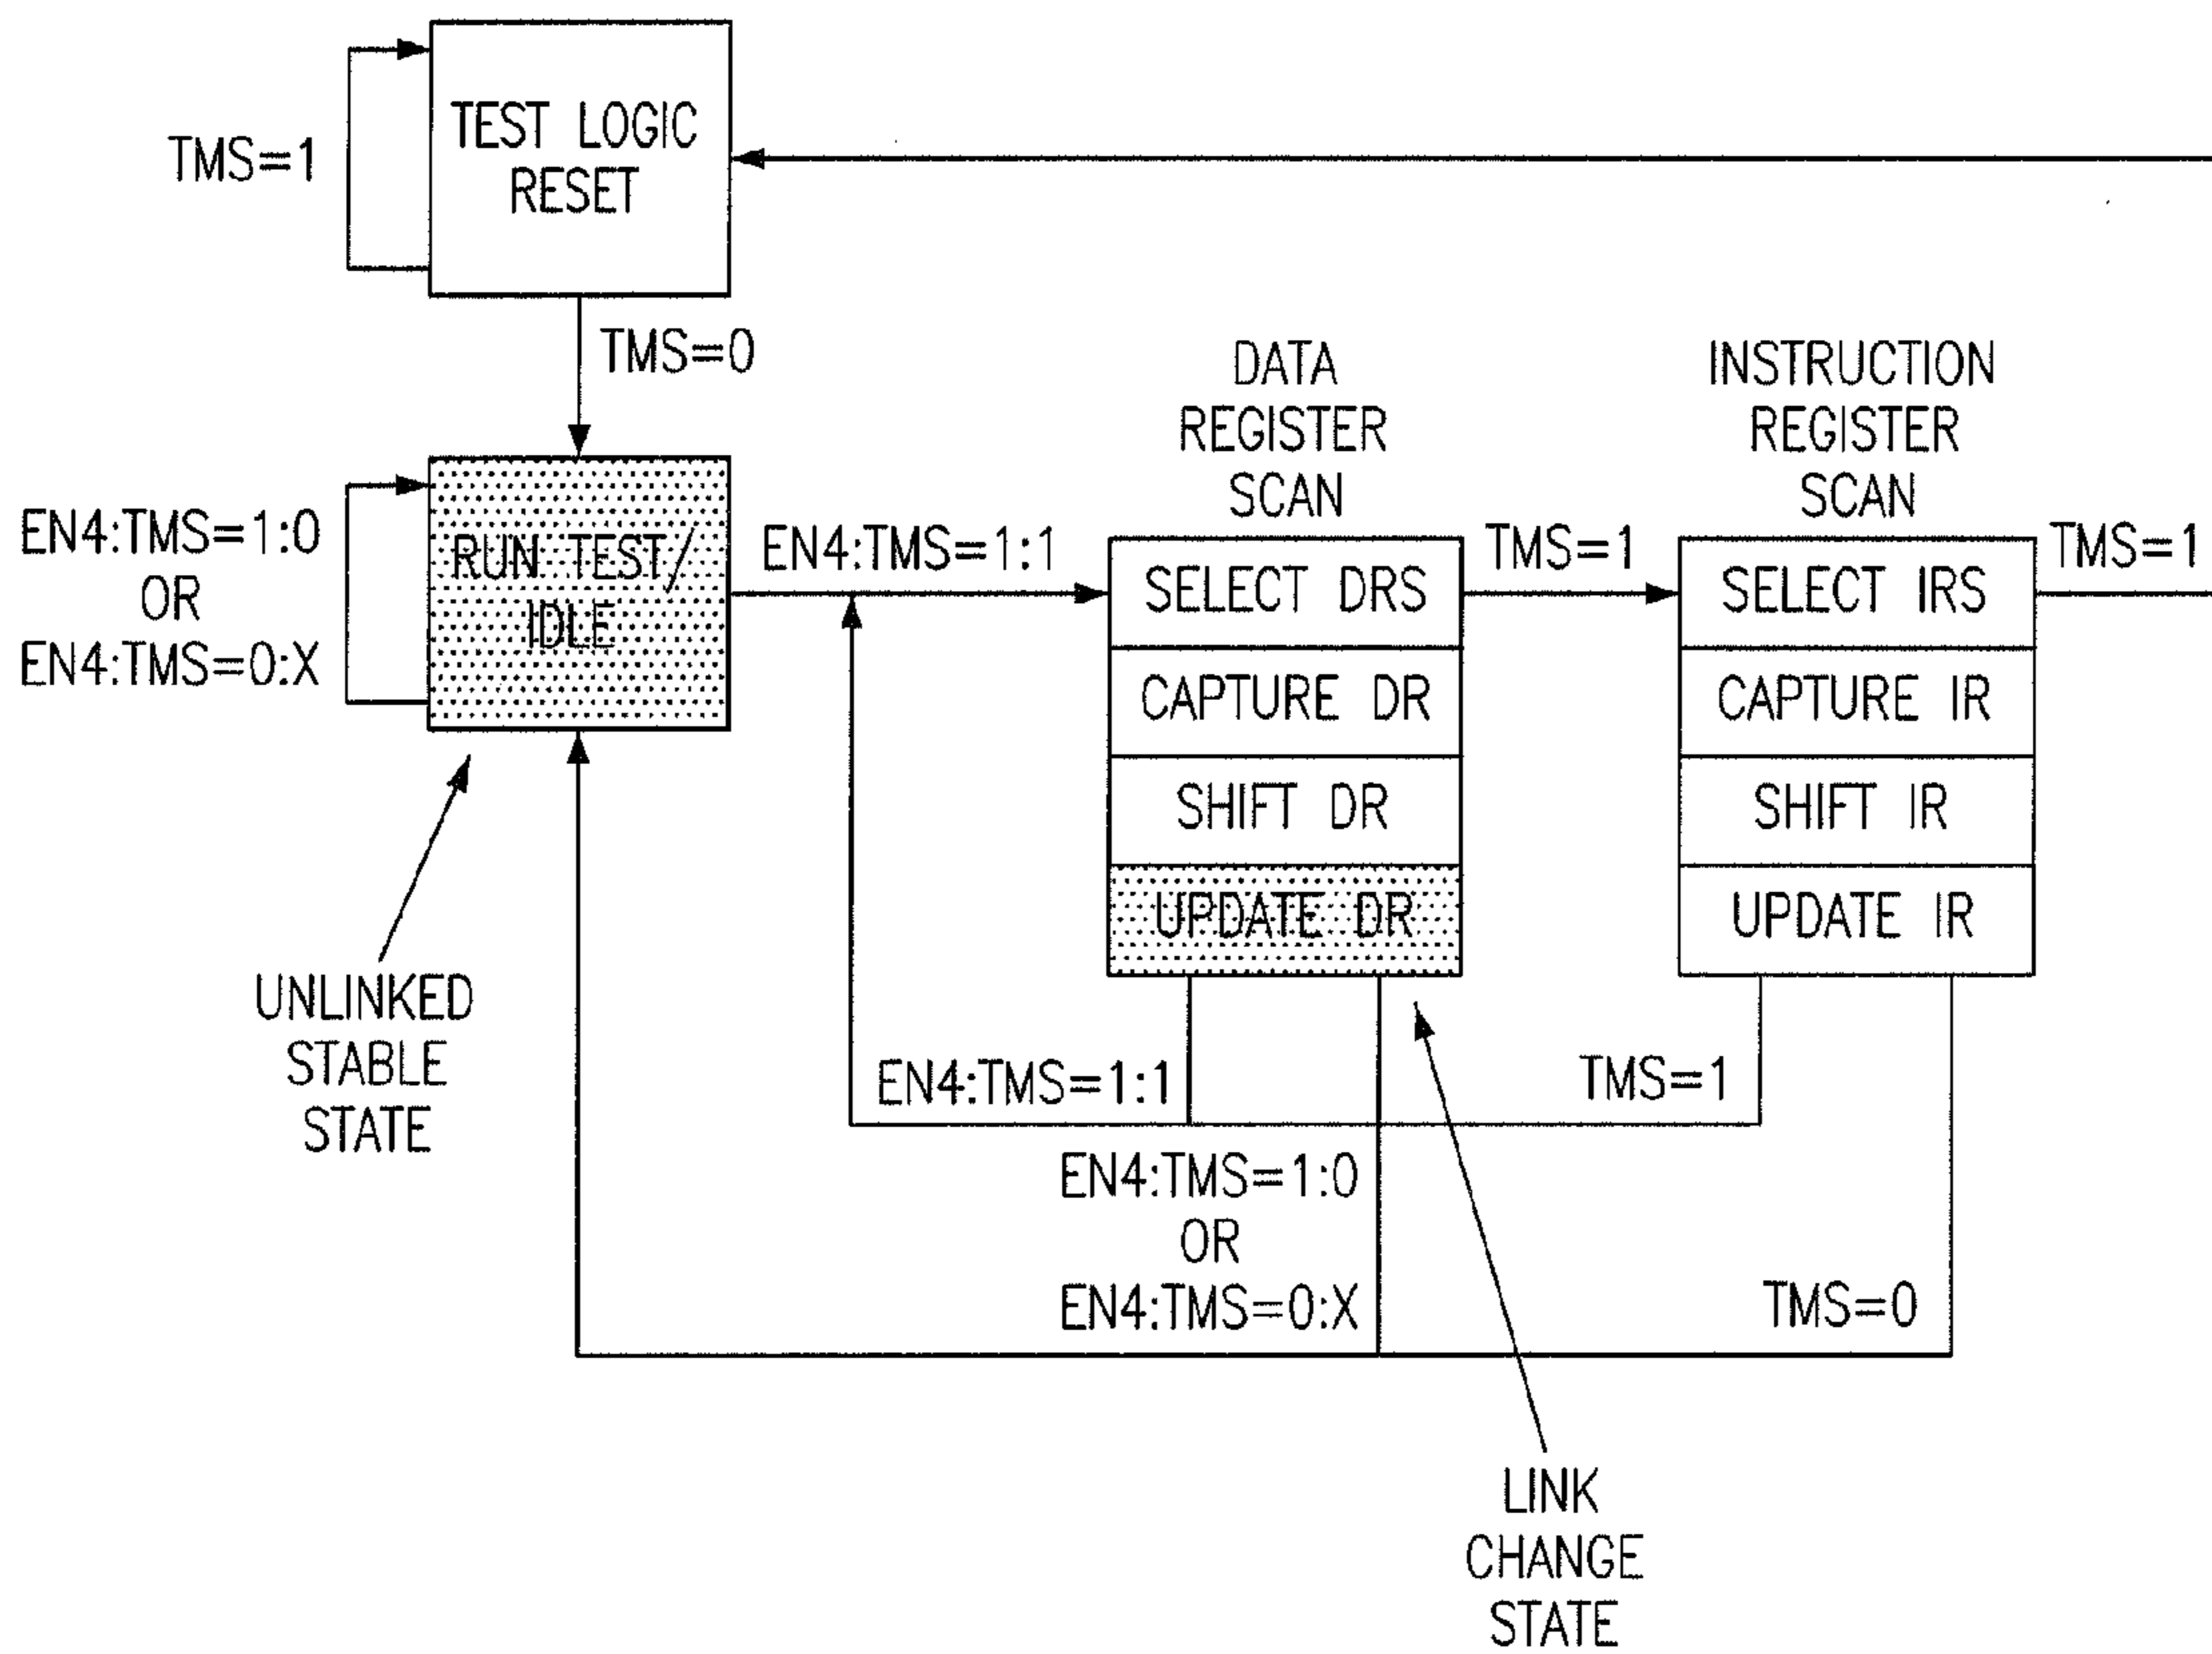 TEST LOGIC
RESET
TMS=1
TMS=0
RUN TEST/
IDLE
EN4:TMS=1:0
OR
EN4:TMS=0:X
UNLINKED
STABLE
STATE
EN4:TMS=1:1
DATA
REGISTER
SCAN
SELECT DRS
CAPTURE DR
SHIFT DR
UPDATE DR
TMS=1
INSTRUCTION
REGISTER
SCAN
SELECT IRS
CAPTURE IR
SHIFT IR
UPDATE IR
TMS=1
EN4:TMS=1:1
TMS=1
EN4:TMS=1:0
OR
EN4:TMS=0:X
TMS=0
LINK
CHANGE
STATE